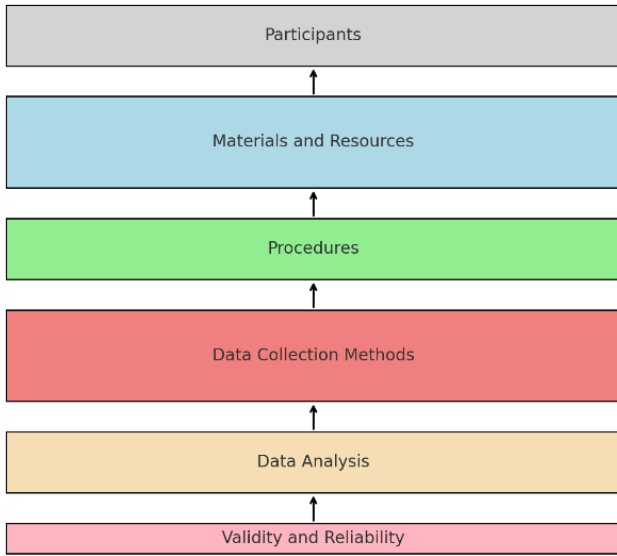 Participants
Materials and Resources
Procedures
Data Collection Methods
Data Analysis
Validity and Reliability